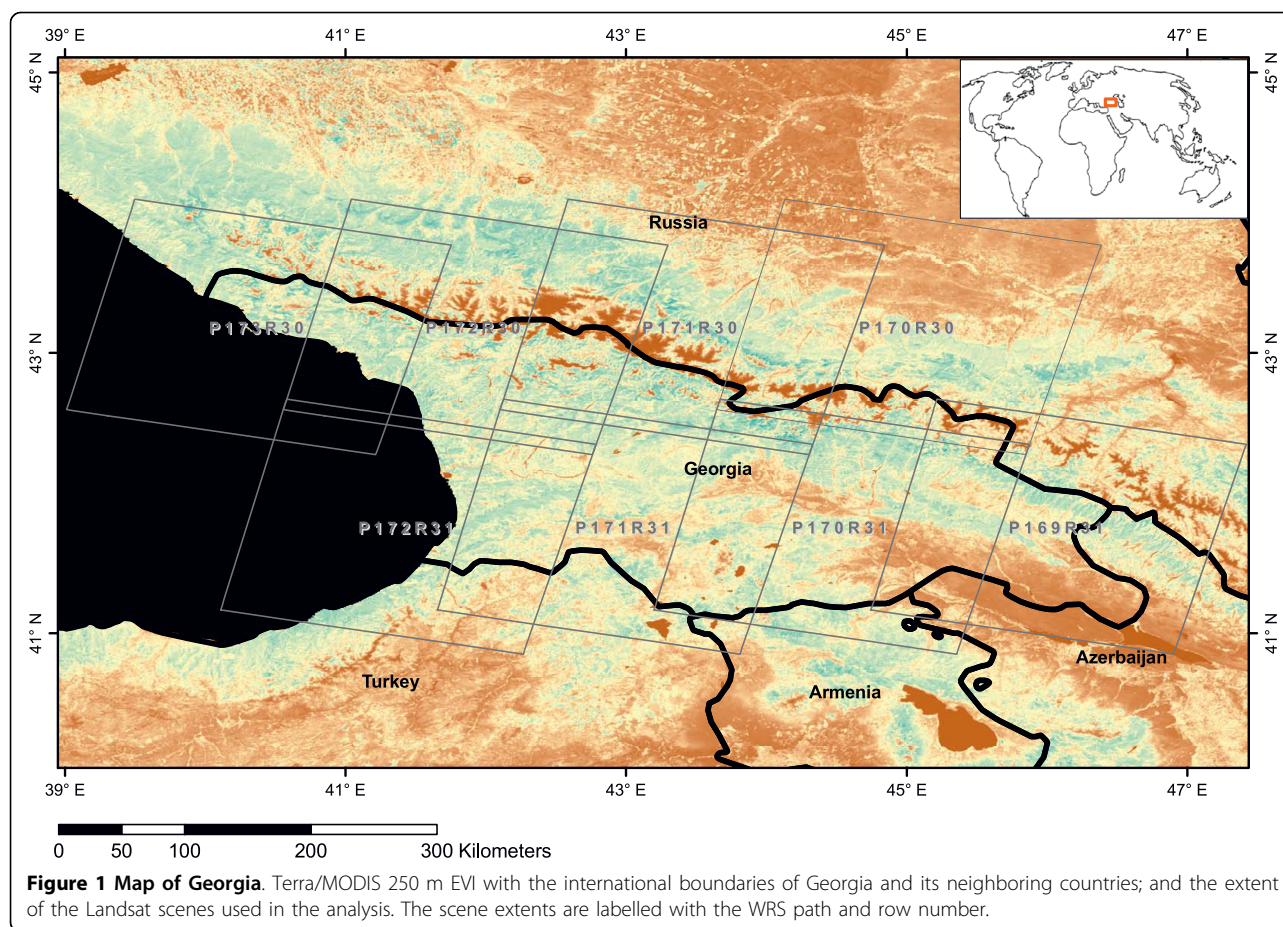 39° E 41° E 43° E 45° E 47° E
45° N 45° N
Russia
P173R30 P172R30 P171R30 P170R30
43° N 43° N
Georgia
P172R31 P171R31 P170R31 P169R31
41° N 41° N
Azerbaijan
Turkey
Armenia
39° E 41° E 43° E 45° E 47° E
0 50 100 200 300 Kilometers
Figure 1 Map of Georgia. Terra/MODIS 250 m EVI with the international boundaries of Georgia and its neighboring countries; and the extent
of the Landsat scenes used in the analysis. The scene extents are labelled with the WRS path and row number.